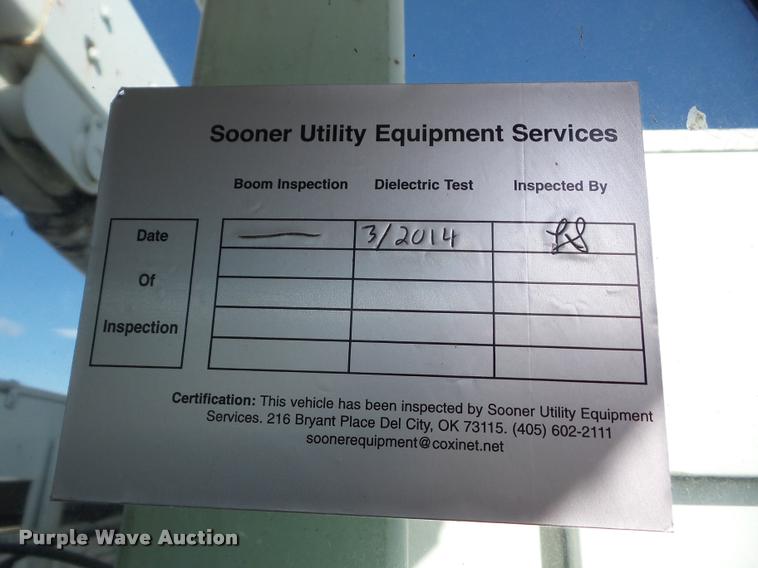 Sooner Utility Equipment Services
Boom Inspection Dielectric Test Inspected By
Date
Of
Inspection
3/2014
Certification: This vehicle has been inspected by Sooner Utility Equipment
Services. 216 Bryant Place Del City, OK 73115. (405) 602-2111
soonerequipment@coxinet.net
Purple Wave Auction